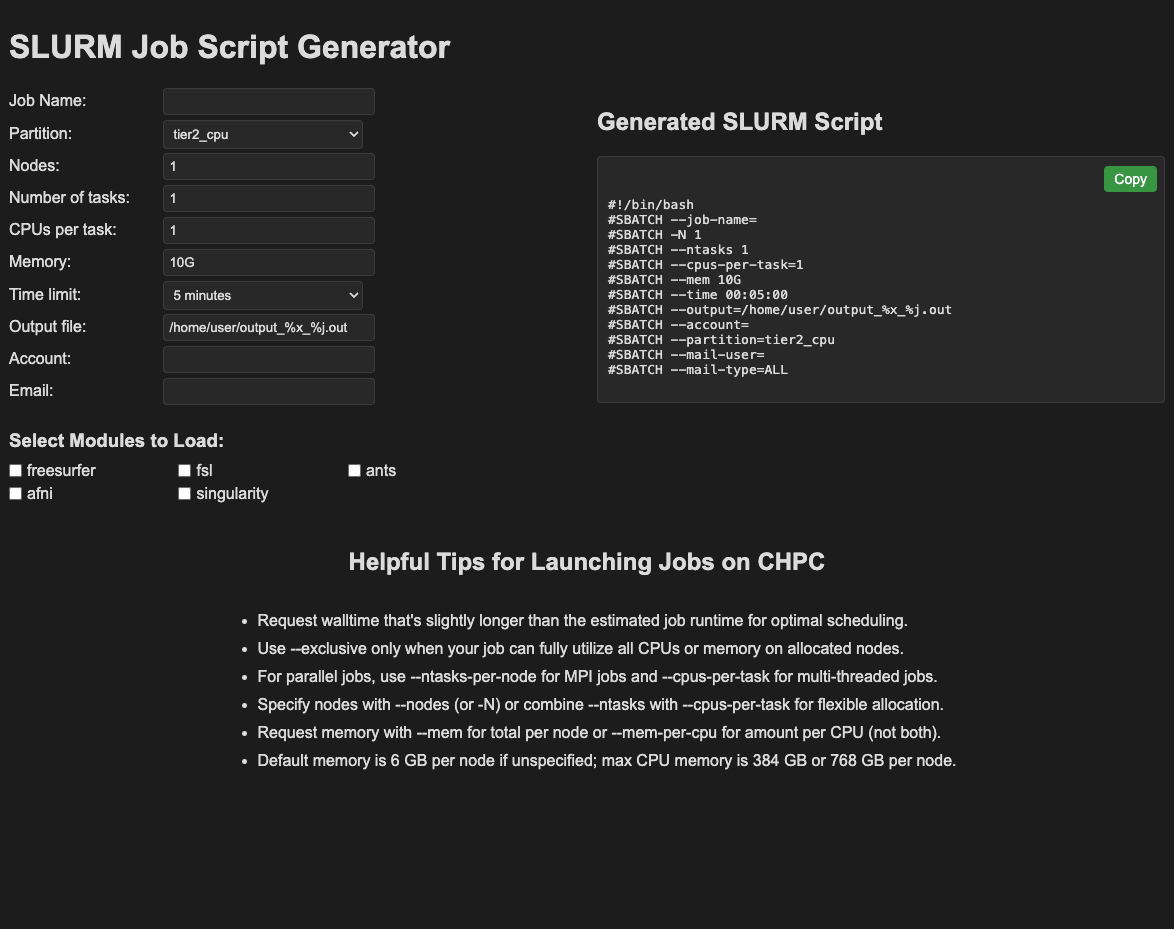 SLURM Job Script Generator
Job Name:
Partition: tier2_cpu
Nodes: 1
Number of tasks: 1
CPUs per task: 1
Memory: 10G
Time limit: 5 minutes
Output file: /home/user/output_%x_%j.out
Account:
Email:
Select Modules to Load:
freesurfer fsl ants
afni singularity
Generated SLURM Script
Copy
#!/bin/bash
#SBATCH --job-name=
#SBATCH -N 1
#SBATCH --ntasks 1
#SBATCH --cpus-per-task=1
#SBATCH --mem 10G
#SBATCH --time 00:05:00
#SBATCH --output=/home/user/output_%x_%j.out
#SBATCH --account=
#SBATCH --partition=tier2_cpu
#SBATCH --mail-user=
#SBATCH --mail-type=ALL
Helpful Tips for Launching Jobs on CHPC
• Request walltime that's slightly longer than the estimated job runtime for optimal scheduling.
• Use --exclusive only when your job can fully utilize all CPUs or memory on allocated nodes.
• For parallel jobs, use --ntasks-per-node for MPI jobs and --cpus-per-task for multi-threaded jobs.
• Specify nodes with --nodes (or -N) or combine --ntasks with --cpus-per-task for flexible allocation.
• Request memory with --mem for total per node or --mem-per-cpu for amount per CPU (not both).
• Default memory is 6 GB per node if unspecified; max CPU memory is 384 GB or 768 GB per node.